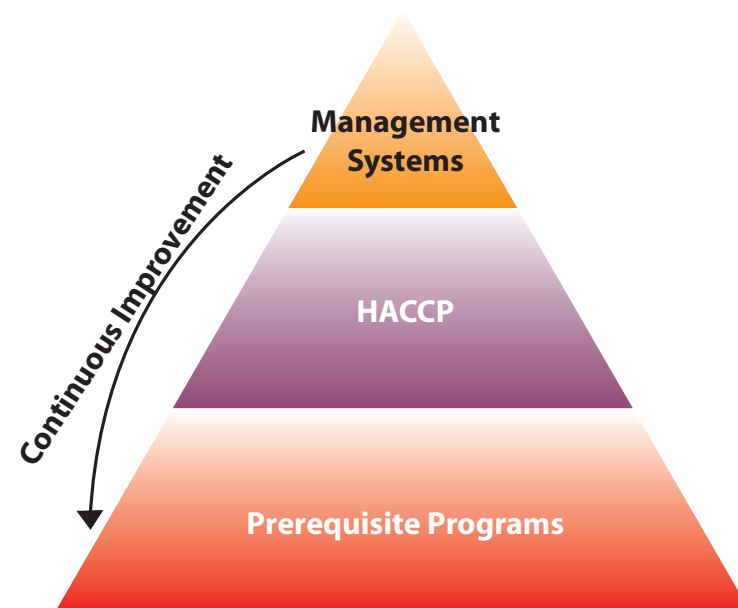 Management
Systems
Continuous Improvement
HACCP
Prerequisite Programs